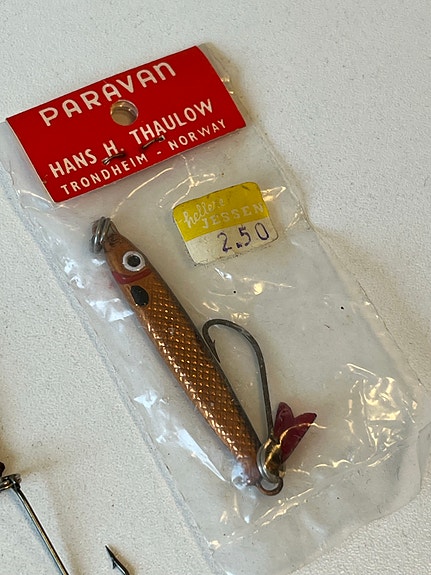 PARAVAN
HANS H. THAULOW
TRONDHEIM - NORWAY
JESSEN
2.50